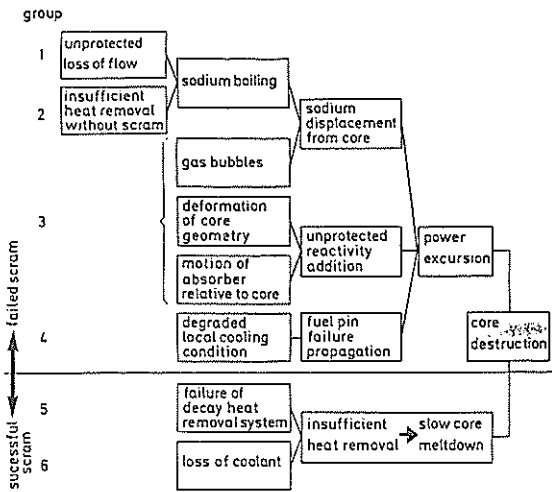 group
1
unprotected
loss of flow
2
insufficient
heat removal
without scram
sodium boiling
sodium
displacement
from core
gas bubbles
3
deformation
of core
geometry
motion of
absorber
relative to core
unprotected
reactivity
addition
power
excursion
4
degraded
local cooling
condition
fuel pin
failure
propagation
core
destruction
failed scram
sucessful
scram
5
failure of
decay heat
removal system
6
loss of coolant
insufficient
heat removal
slow core
meltdown